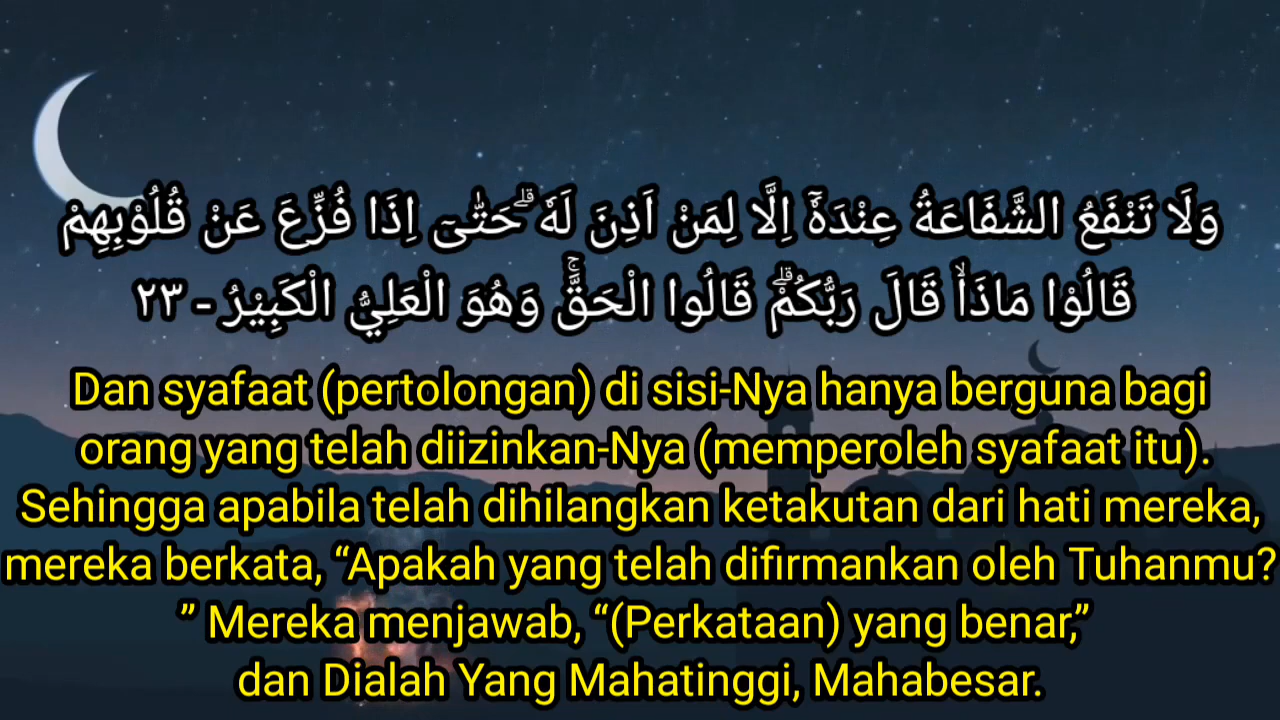 وَلَا تَنْفَعُ الشَّفَاعَةُ عِنْدَهٗٓ اِلَّا لِمَنْ اَذِنَ لَهٗ ۗحَتّٰىٓ اِذَا فُزِّعَ عَنْ قُلُوْبِهِمْ
قَالُوْا مَاذَاۙ قَالَ رَبُّكُمْۗ قَالُوا الْحَقَّۚ وَهُوَ الْعَلِيُّ الْكَبِيْرُ - ٢٣
Dan syafaat (pertolongan) di sisi-Nya hanya berguna bagi
orang yang telah diizinkan-Nya (memperoleh syafaat itu).
Sehingga apabila telah dihilangkan ketakutan dari hati mereka,
mereka berkata, “Apakah yang telah difirmankan oleh Tuhanmu?
” Mereka menjawab, “(Perkataan) yang benar,”
dan Dialah Yang Mahatinggi, Mahabesar.